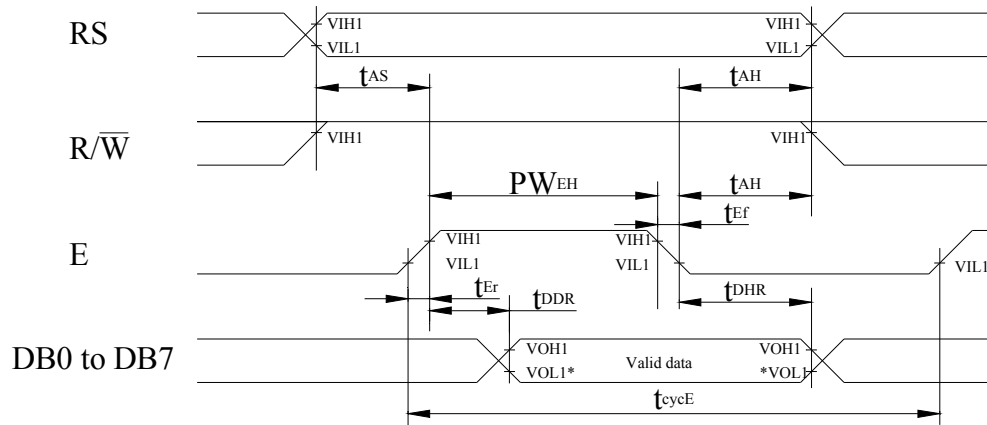 RS
VIH1
VIL1
VIH1
VIL1
tAS
tAH
R/W̅
VIH1
VIH1
PWEH
tAH
tEf
E
VIH1
VIL1
VIH1
VIL1
VIL1
tEr
tDDR
tDHR
DB0 to DB7
VOH1
VOL1*
Valid data
VOH1
*VOL1
tcycE